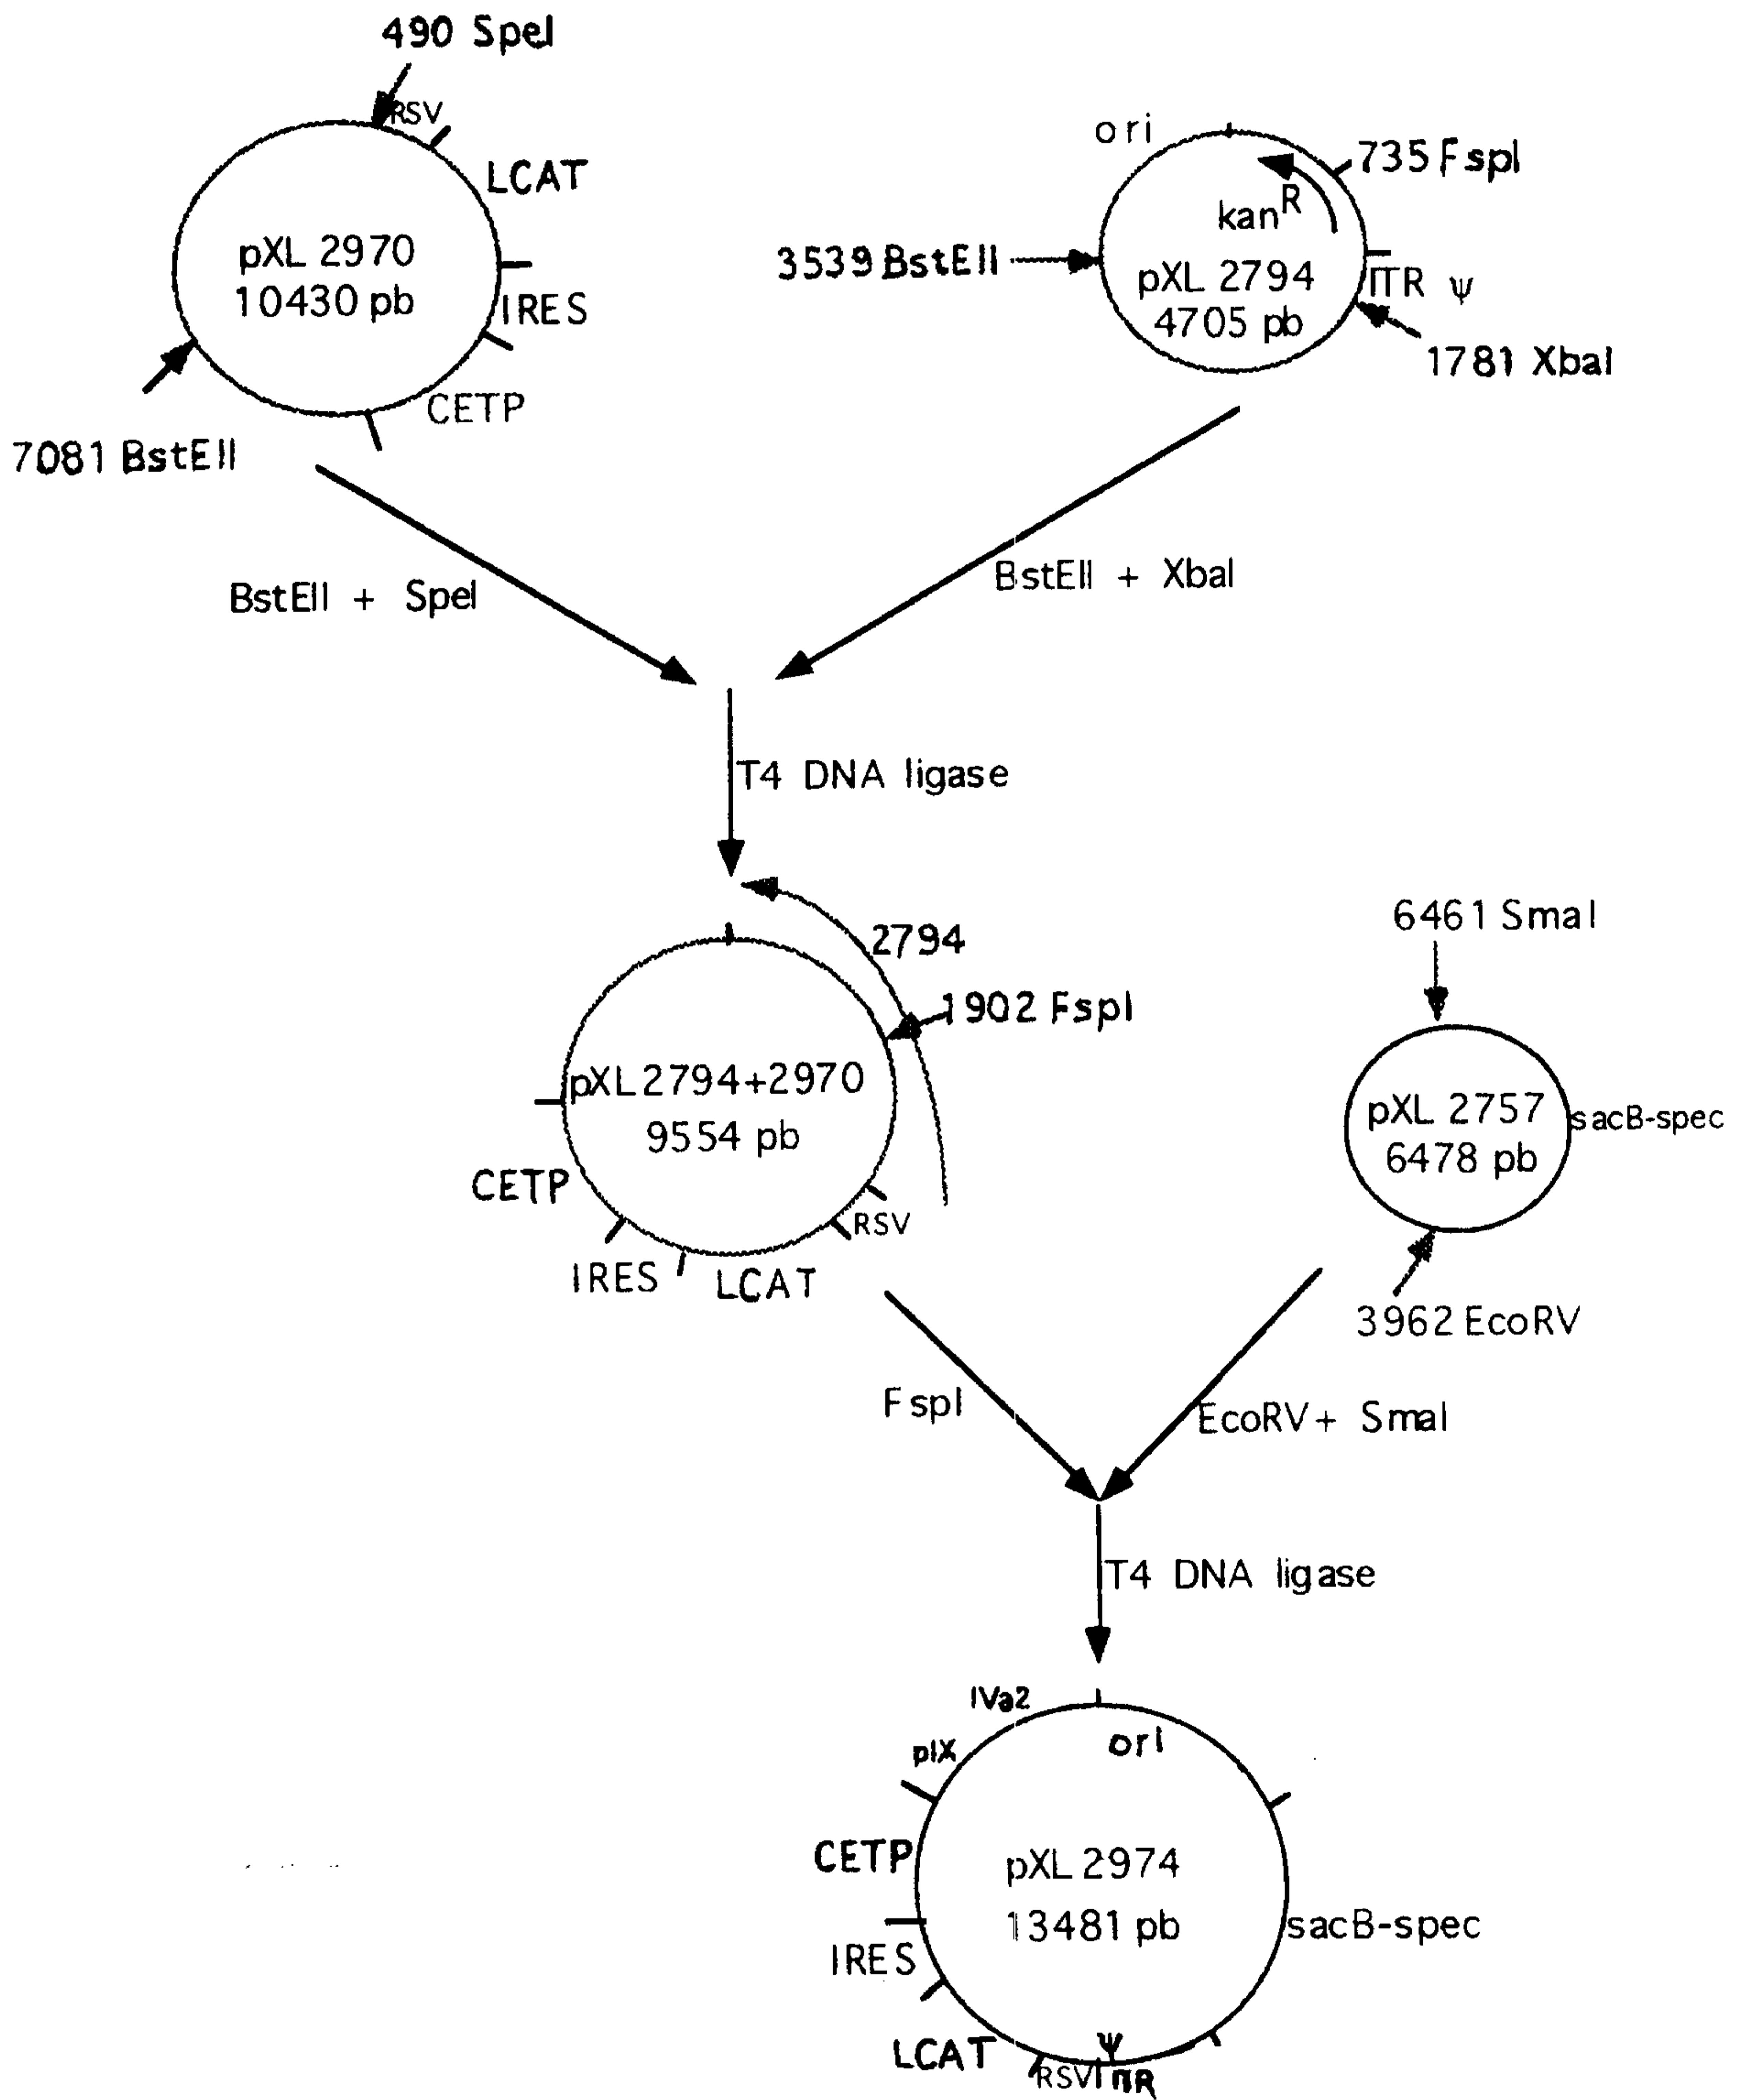 490 SpeI
RSV
LCAT
pXL 2970
10430 pb
IRES
CETP
7081 BstEII
ori
735 FspI
kanR
3539 BstEII
pXL 2794
4705 pb
ITR ψ
1781 XbaI
BstEII + SpeI
BstEII + XbaI
T4 DNA ligase
2794
1902 FspI
pXL2794+2970
9554 pb
CETP
RSV
IRES
LCAT
6461 SmaI
pXL 2757
6478 pb
sacB-spec
3962 EcoRV
FspI
EcoRV+ SmaI
T4 DNA ligase
IVa2
ori
pIX
CETP
pXL 2974
13481 pb
sacB-spec
IRES
LCAT
ψ
RSV
ITR